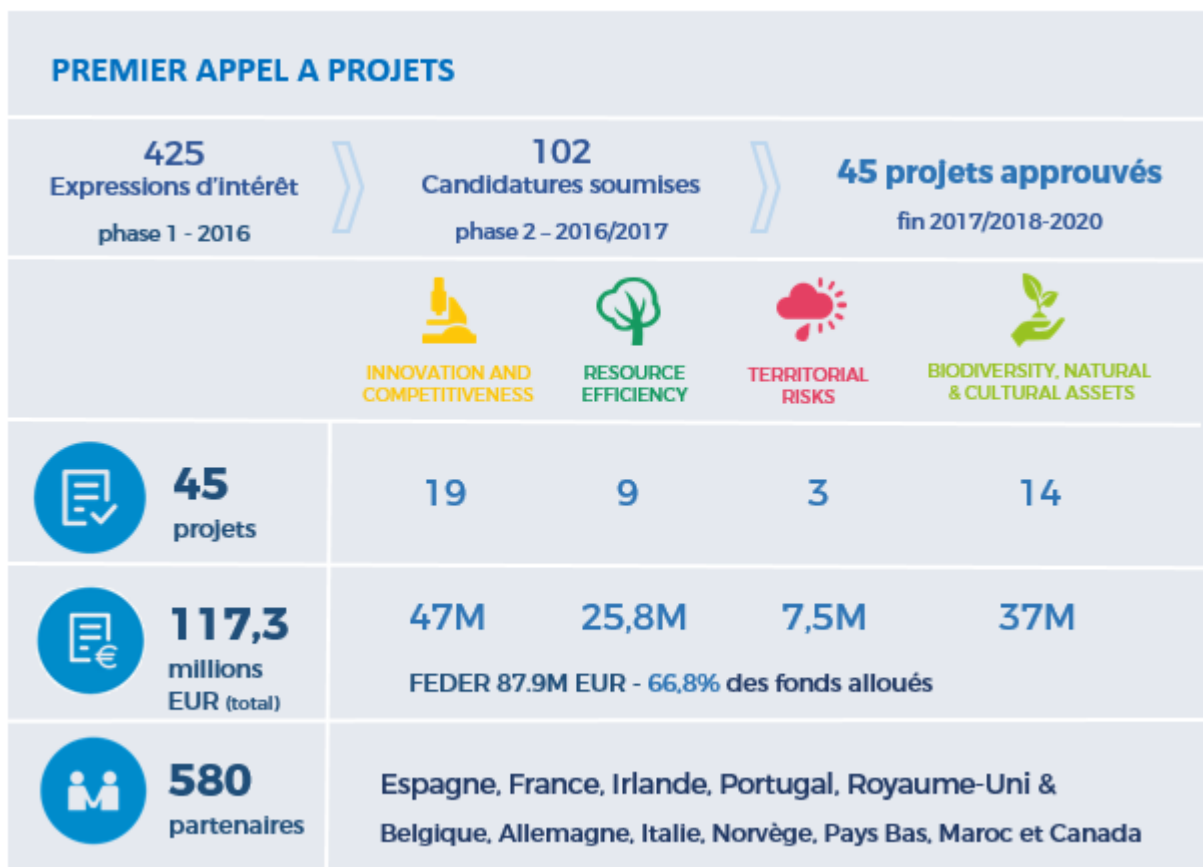 PREMIER APPEL A PROJETS
425
Expressions d'intérêt
phase 1 - 2016
102
Candidatures soumises
phase 2 – 2016/2017
45 projets approuvés
fin 2017/2018-2020
INNOVATION AND
COMPETITIVENESS
RESOURCE
EFFICIENCY
TERRITORIAL
RISKS
BIODIVERSITY, NATURAL
& CULTURAL ASSETS
45
projets
19
9
3
14
117,3
millions
EUR (total)
47M
25,8M
7,5M
37M
FEDER 87.9M EUR - 66,8% des fonds alloués
580
partenaires
Espagne, France, Irlande, Portugal, Royaume-Uni &
Belgique, Allemagne, Italie, Norvège, Pays Bas, Maroc et Canada